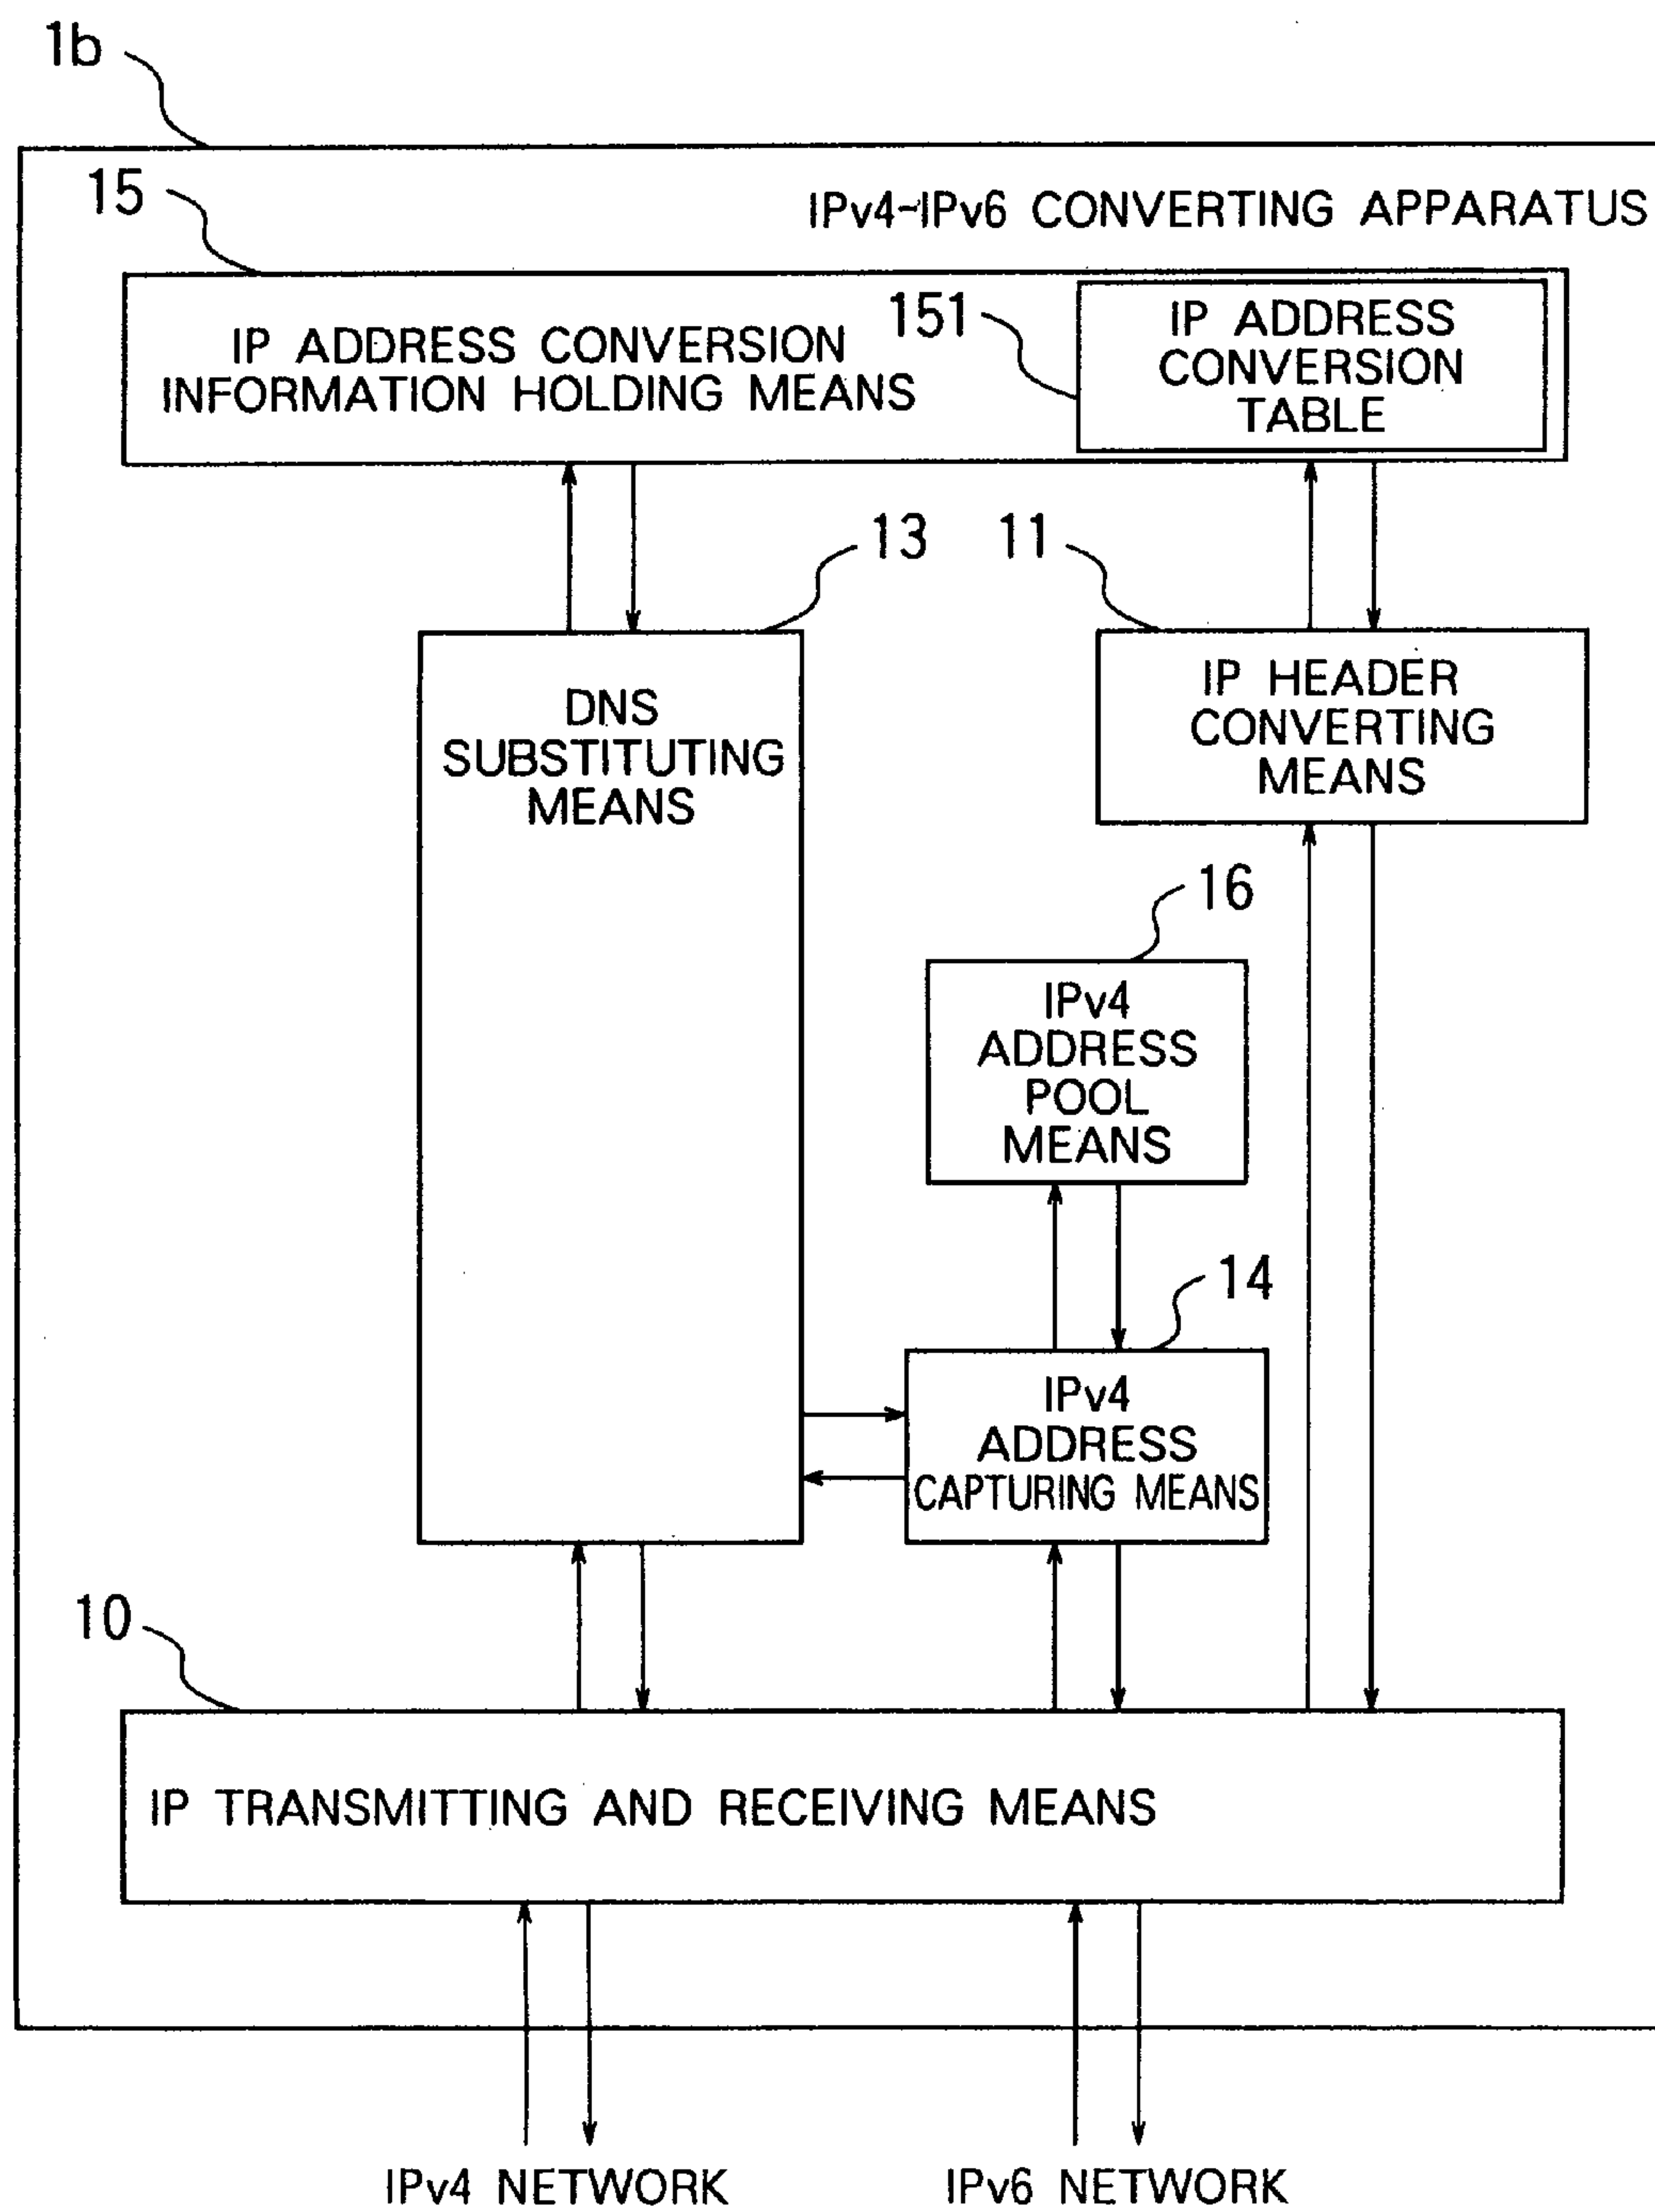 1b
15
IPv4-IPv6 CONVERTING APPARATUS
IP ADDRESS CONVERSION
INFORMATION HOLDING MEANS
151
IP ADDRESS
CONVERSION
TABLE
13
11
DNS
SUBSTITUTING
MEANS
IP HEADER
CONVERTING
MEANS
16
IPv4
ADDRESS
POOL
MEANS
14
IPv4
ADDRESS
CAPTURING MEANS
10
IP TRANSMITTING AND RECEIVING MEANS
IPv4 NETWORK
IPv6 NETWORK